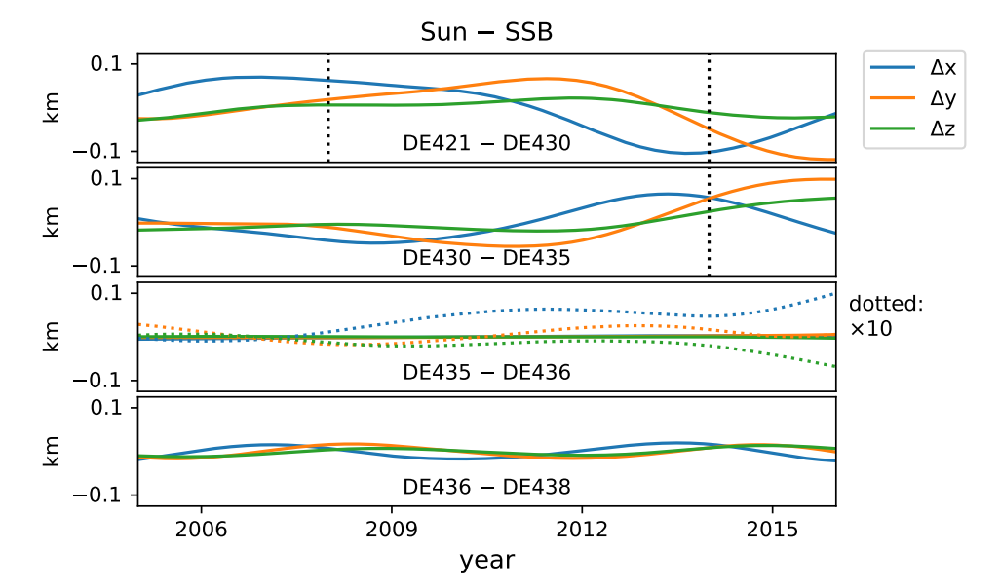 Sun − SSB
0.1
km
−0.1
DE421 − DE430
Δx
Δy
Δz
0.1
km
−0.1
DE430 − DE435
0.1
km
−0.1
DE435 − DE436
dotted:
×10
0.1
km
−0.1
DE436 − DE438
2006 2009 2012 2015
year